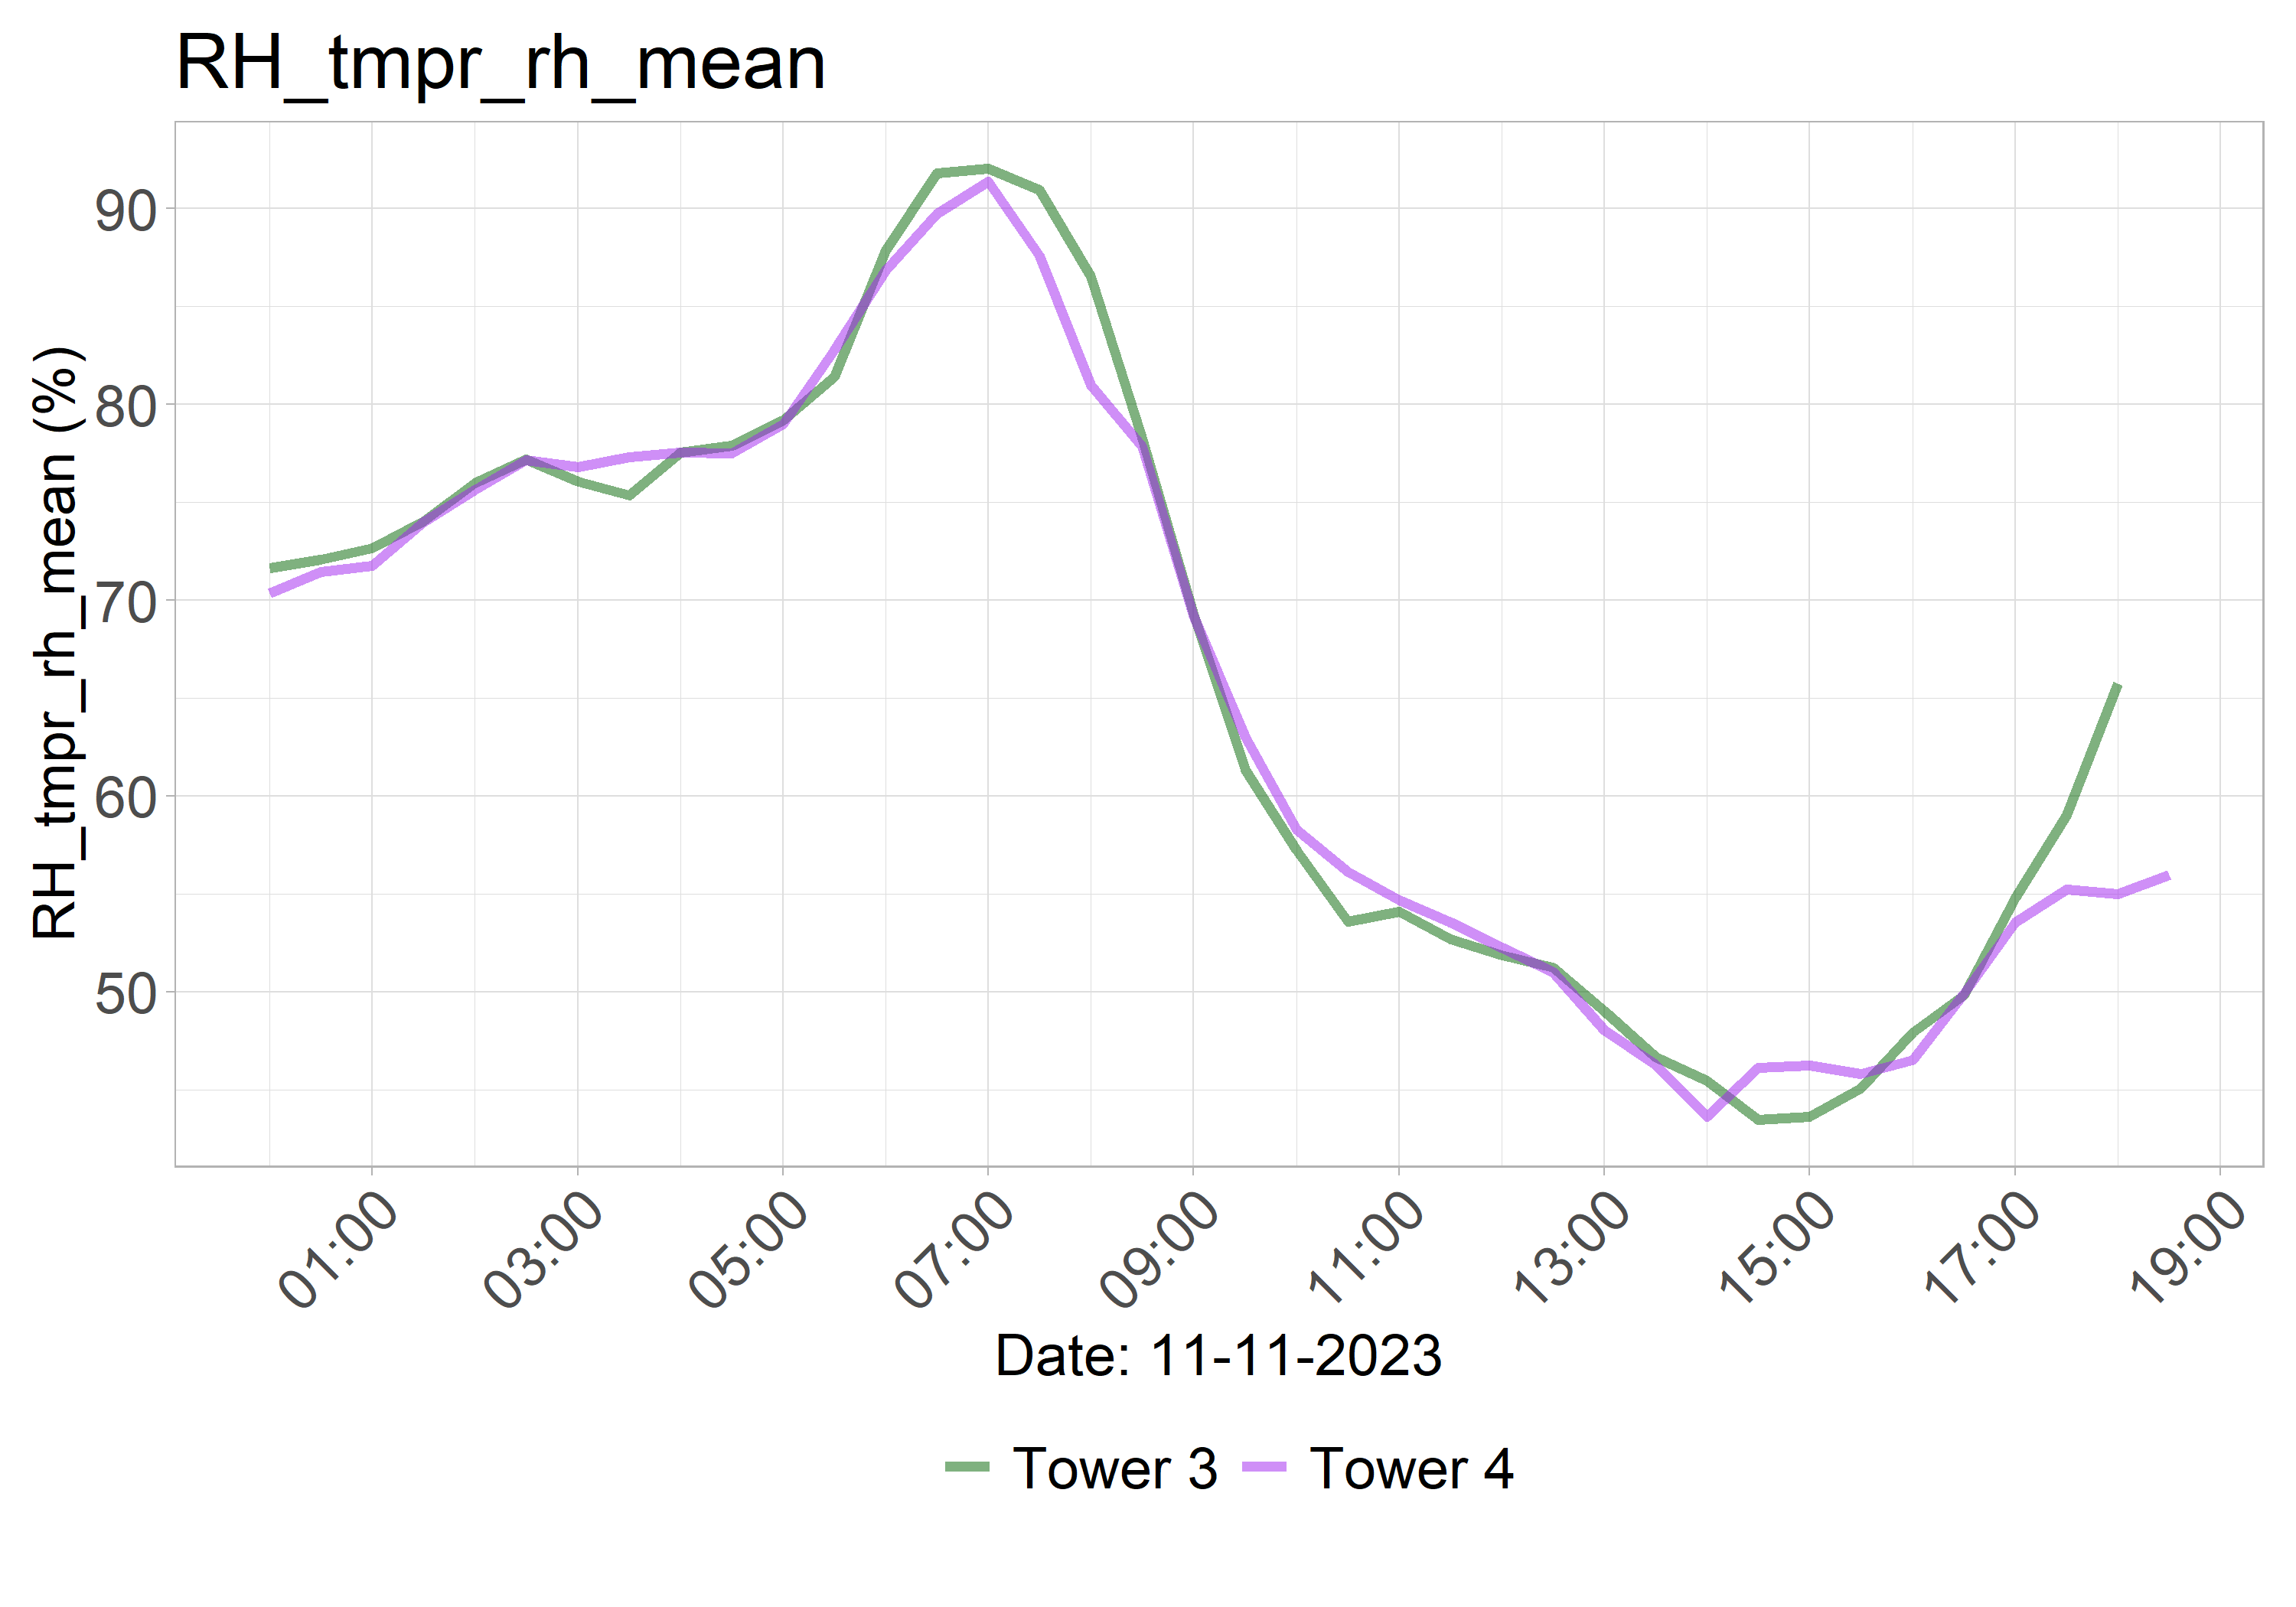 RH_tmpr_rh_mean
RH_tmpr_rh_mean (%)
90
80
70
60
50
01:00 03:00 05:00 07:00 09:00 11:00 13:00 15:00 17:00 19:00
Date: 11-11-2023
Tower 3 Tower 4